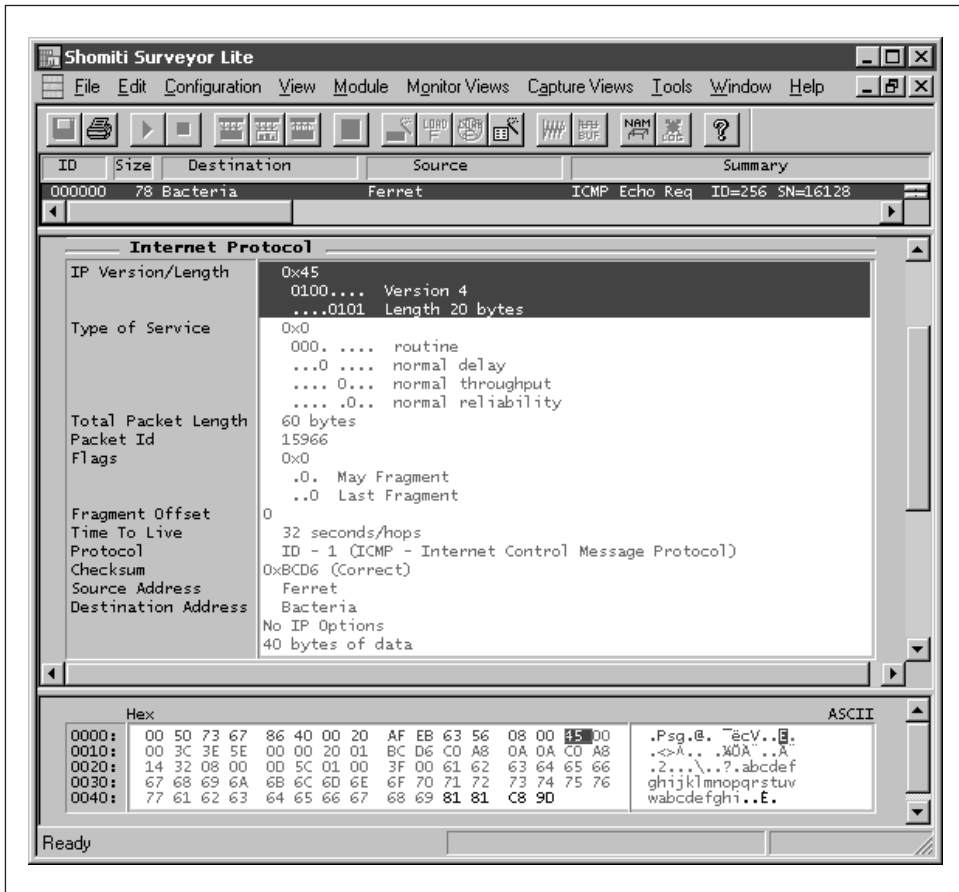 Shomiti Surveyor Lite
File Edit Configuration View Module Monitor Views Capture Views Tools Window Help
ID Size Destination Source Summary
000000 78 Bacteria Ferret ICMP Echo Req ID=256 SN=16128
Internet Protocol
IP Version/Length 0x45
0100.... Version 4
....0101 Length 20 bytes
Type of Service 0x0
000. .... routine
...0 .... normal delay
.... 0... normal throughput
.... .0.. normal reliability
Total Packet Length 60 bytes
Packet Id 15966
Flags 0x0
.0. May Fragment
..0 Last Fragment
Fragment Offset 0
Time To Live 32 seconds/hops
Protocol ID - 1 (ICMP - Internet Control Message Protocol)
Checksum 0xBCD6 (Correct)
Source Address Ferret
Destination Address Bacteria
No IP Options
40 bytes of data
Hex ASCII
0000: 00 50 73 67 86 40 00 20 AF EB 63 56 08 00 45 00 .Psg.@. ¯ëcV..E.
0010: 00 3C 3E 5E 00 00 20 01 BC D6 C0 A8 0A 0A C0 A8 .<>^.. .¼ÖÀ¨..À¨
0020: 14 32 08 00 0D 5C 01 00 3F 00 61 62 63 64 65 66 .2...\..?.abcdef
0030: 67 68 69 6A 6B 6C 6D 6E 6F 70 71 72 73 74 75 76 ghijklmnopqrstuv
0040: 77 61 62 63 64 65 66 67 68 69 81 81 C8 9D wabcdefghi..È.
Ready